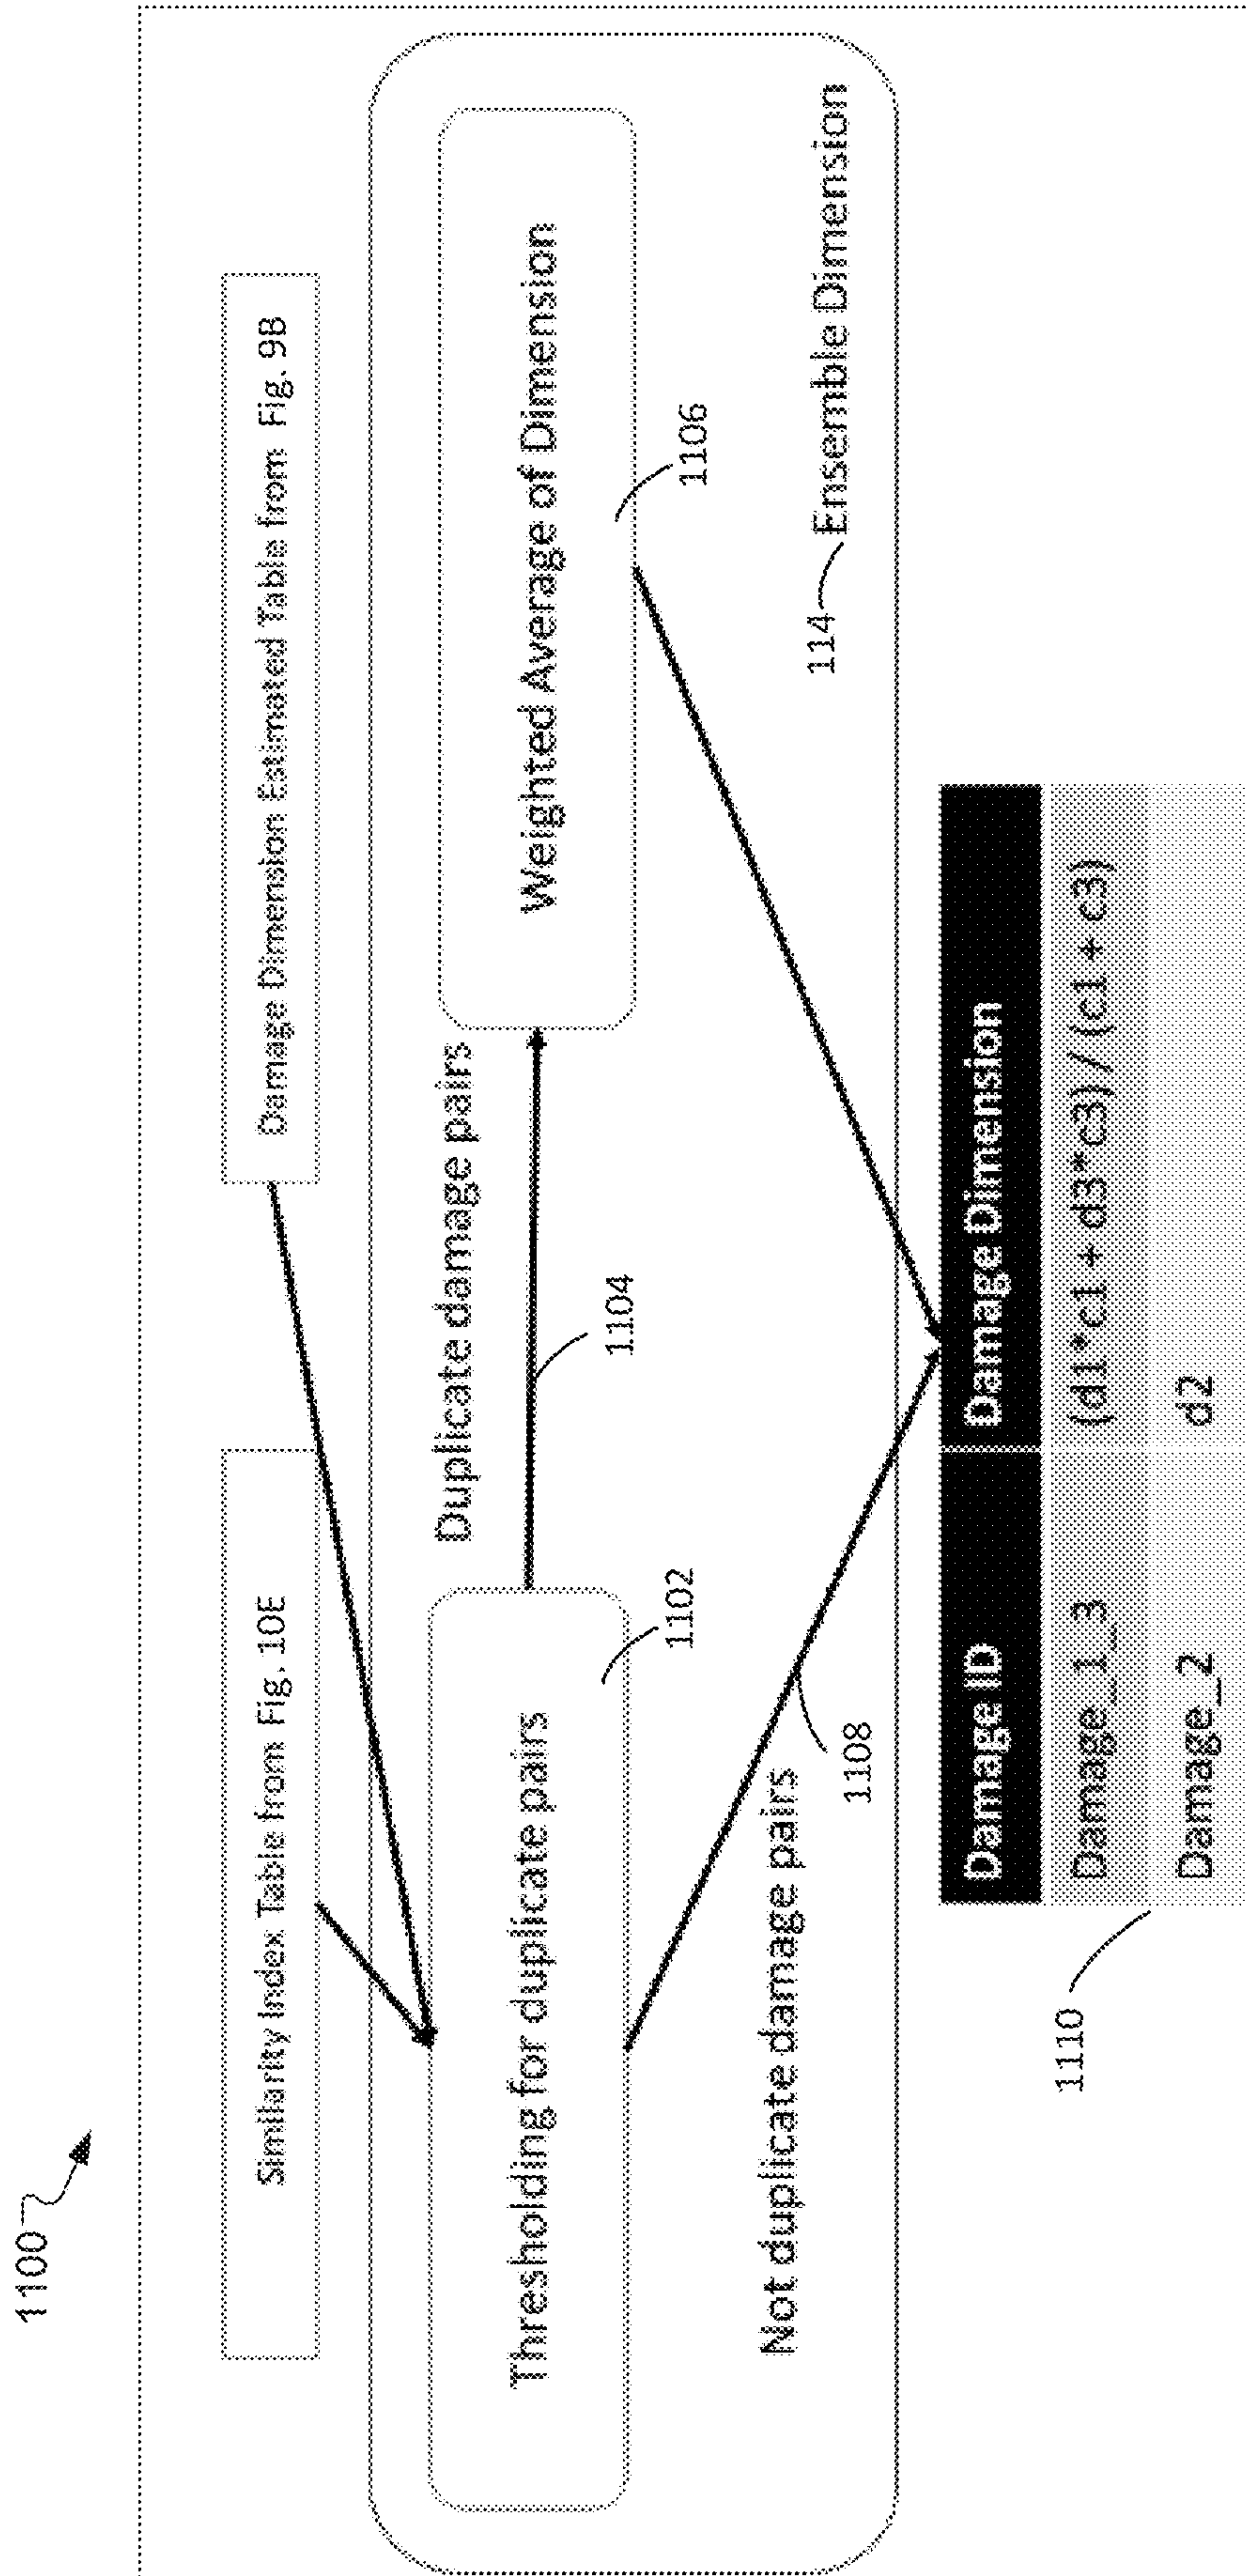 1100
Similarity Index Table from Fig. 10E
Damage Dimension Estimated Table from Fig. 9B
Duplicate damage pairs
Thresholding for duplicate pairs
Weighted Average of Dimension
1104
1102
1106
Not duplicate damage pairs
1108
114
Ensemble Dimension
Damage ID
Damage Dimension
Damage_1_3
(d1*c1 + d3*c3) / (c1 + c3)
Damage_2
d2
1110